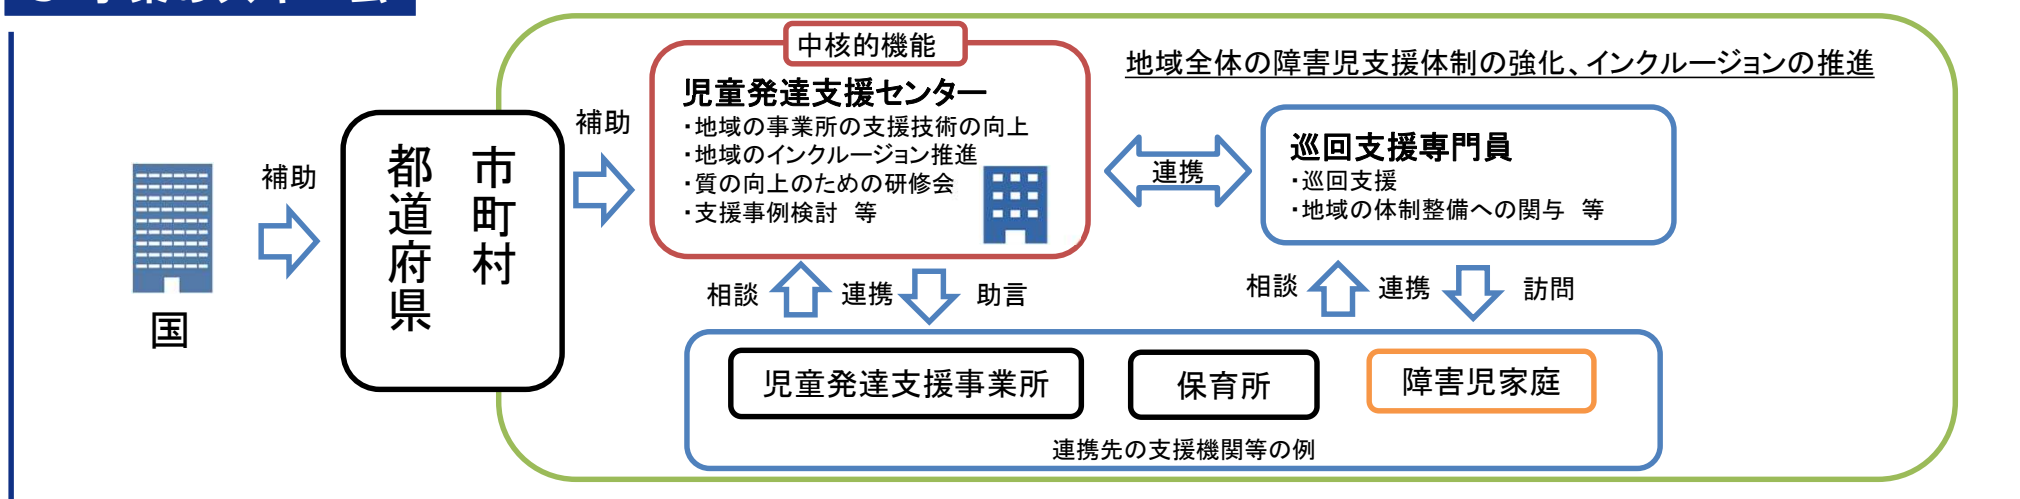 中核的機能
地域全体の障害児支援体制の強化、インクルージョンの推進
児童発達支援センター
・地域の事業所の支援技術の向上
・地域のインクルージョン推進
・質の向上のための研修会
・支援事例検討　等
補助
補助
国
都道府県
市町村
連携
巡回支援専門員
・巡回支援
・地域の体制整備への関与　等
相談
連携
助言
相談
連携
訪問
児童発達支援事業所
保育所
障害児家庭
連携先の支援機関等の例